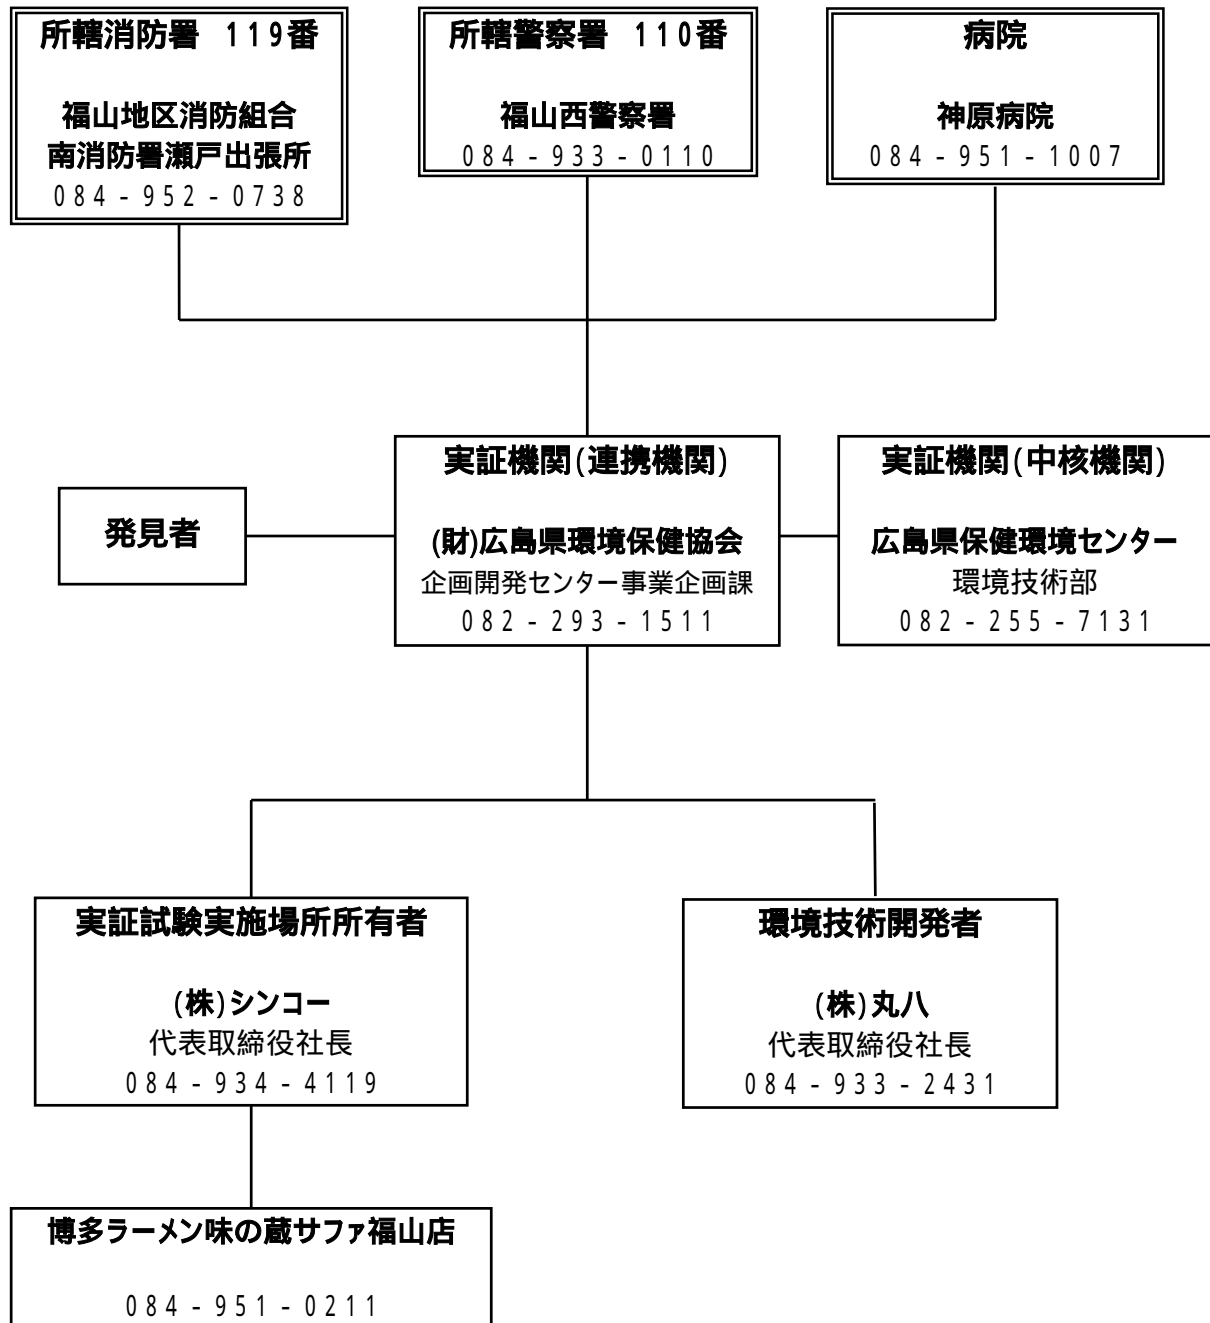 所轄消防署 119番
福山地区消防組合
南消防署瀬戸出張所
084-952-0738
所轄警察署 110番
福山西警察署
084-933-0110
病院
神原病院
084-951-1007
発見者
実証機関(連携機関)
(財)広島県環境保健協会
企画開発センター事業企画課
082-293-1511
実証機関(中核機関)
広島県保健環境センター
環境技術部
082-255-7131
実証試験実施場所所有者
(株)シンコー
代表取締役社長
084-934-4119
環境技術開発者
(株)丸八
代表取締役社長
084-933-2431
博多ラーメン味の蔵サファ福山店
084-951-0211